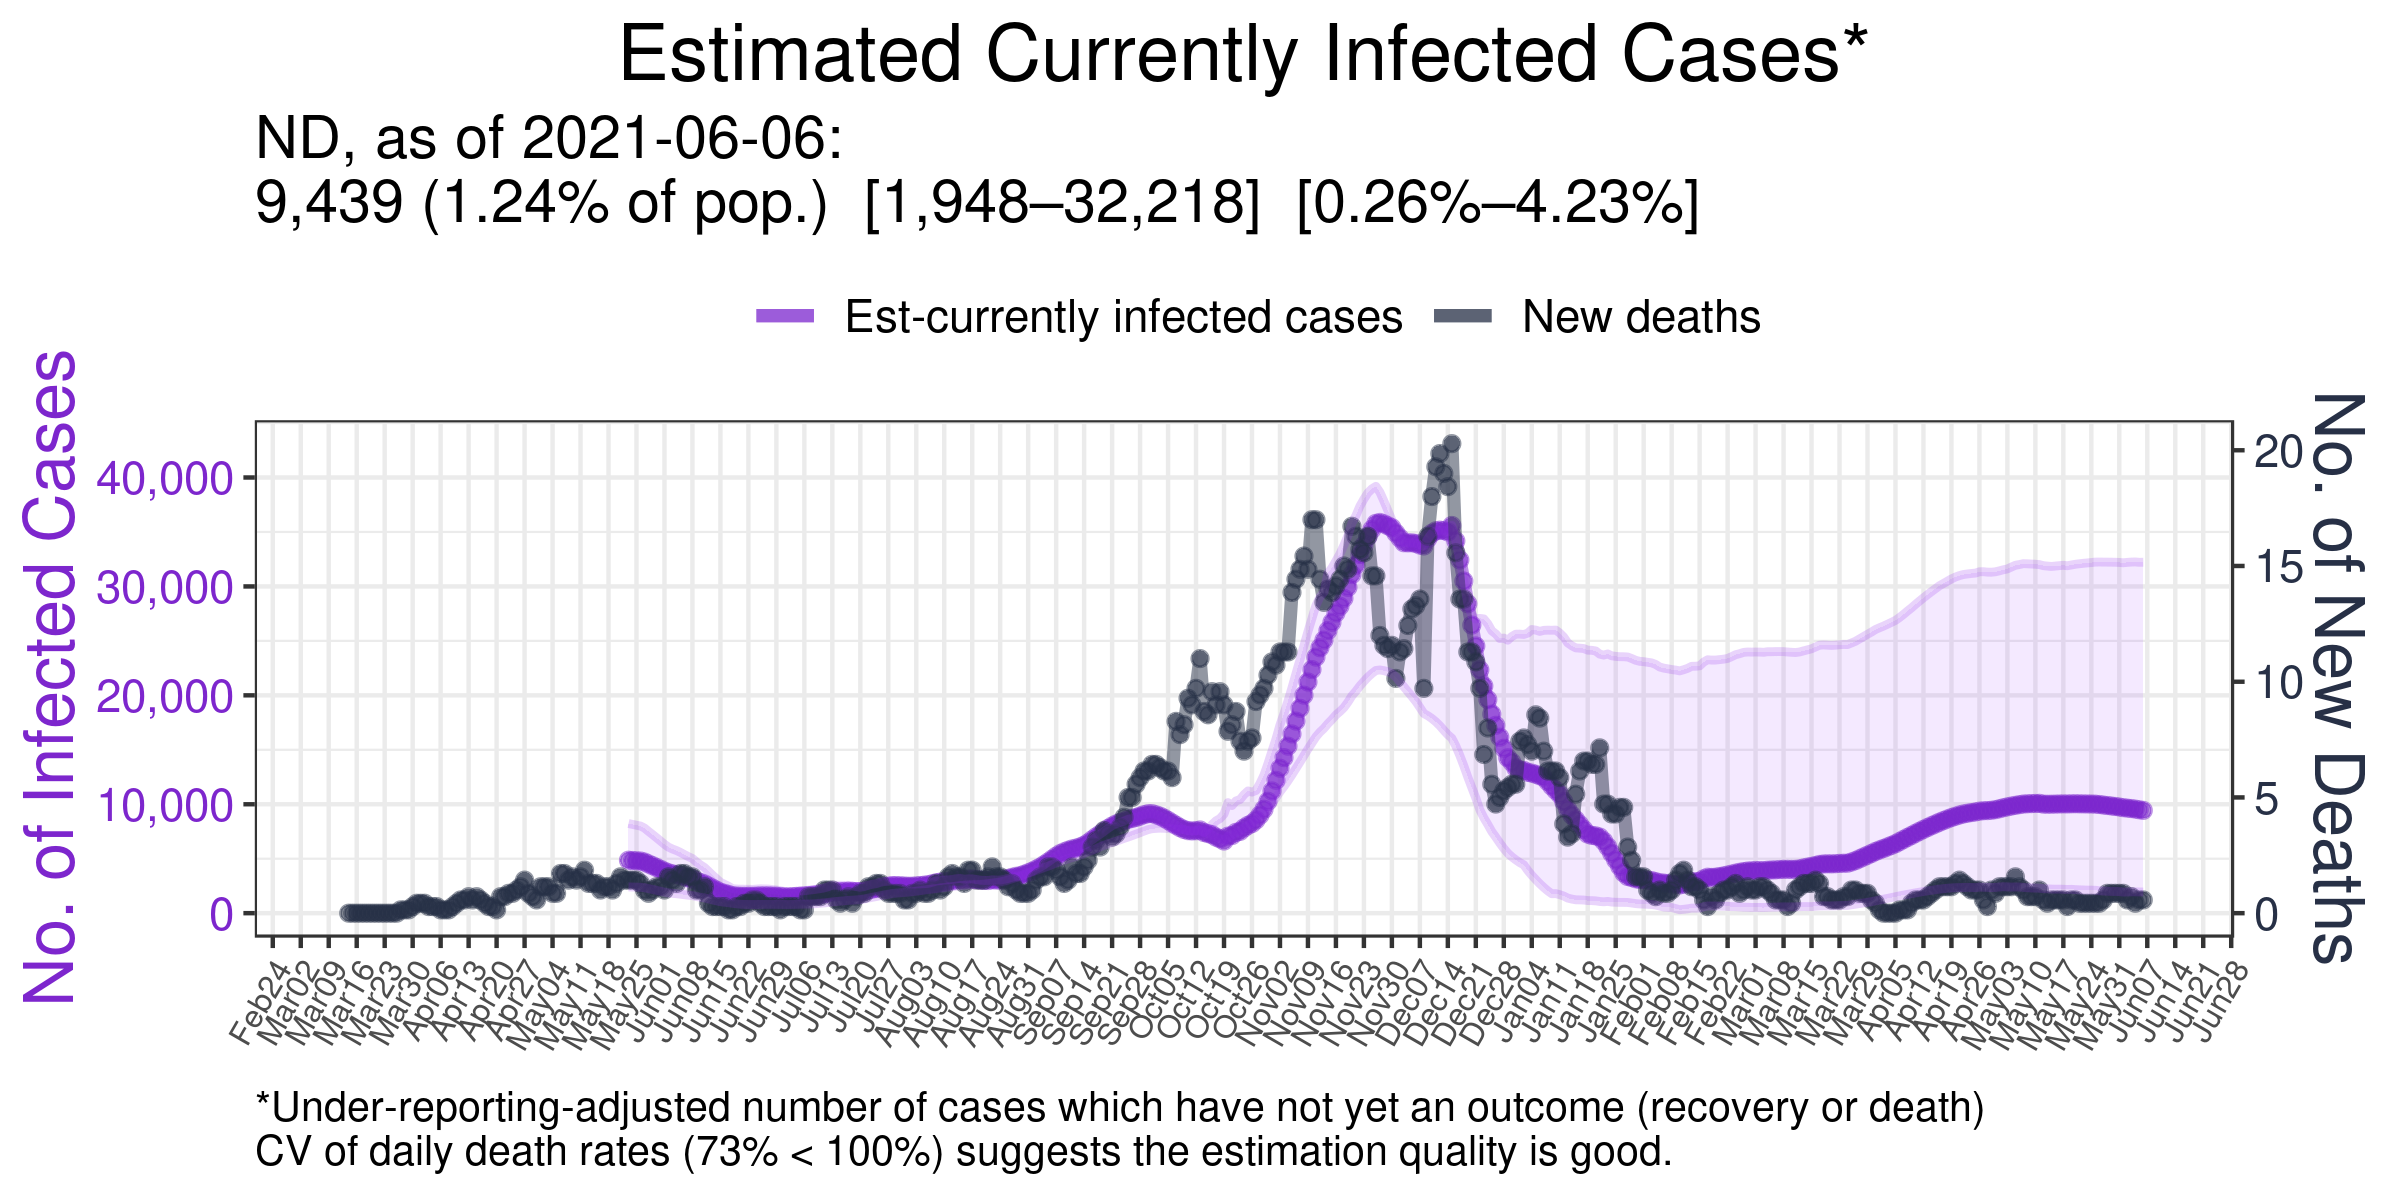 Estimated Currently Infected Cases*
ND, as of 2021-06-06:
9,439 (1.24% of pop.) [1,948–32,218] [0.26%–4.23%]
Est-currently infected cases New deaths
No. of Infected Cases
40,000
30,000
20,000
10,000
0
20
15
10
5
0
No. of New Deaths
Feb24 Mar02 Mar09 Mar16 Mar23 Mar30 Apr06 Apr13 Apr20 Apr27 May04 May11 May18 May25 Jun01 Jun08 Jun15 Jun22 Jun29 Jul06 Jul13 Jul20 Jul27 Aug03 Aug10 Aug17 Aug24 Aug31 Sep07 Sep14 Sep21 Sep28 Oct05 Oct12 Oct19 Oct26 Nov02 Nov09 Nov16 Nov23 Nov30 Dec07 Dec14 Dec21 Dec28 Jan04 Jan11 Jan18 Jan25 Feb01 Feb08 Feb15 Feb22 Mar01 Mar08 Mar15 Mar22 Mar29 Apr05 Apr12 Apr19 Apr26 May03 May10 May17 May24 May31 Jun07 Jun14 Jun21 Jun28
*Under-reporting-adjusted number of cases which have not yet an outcome (recovery or death)
CV of daily death rates (73% < 100%) suggests the estimation quality is good.